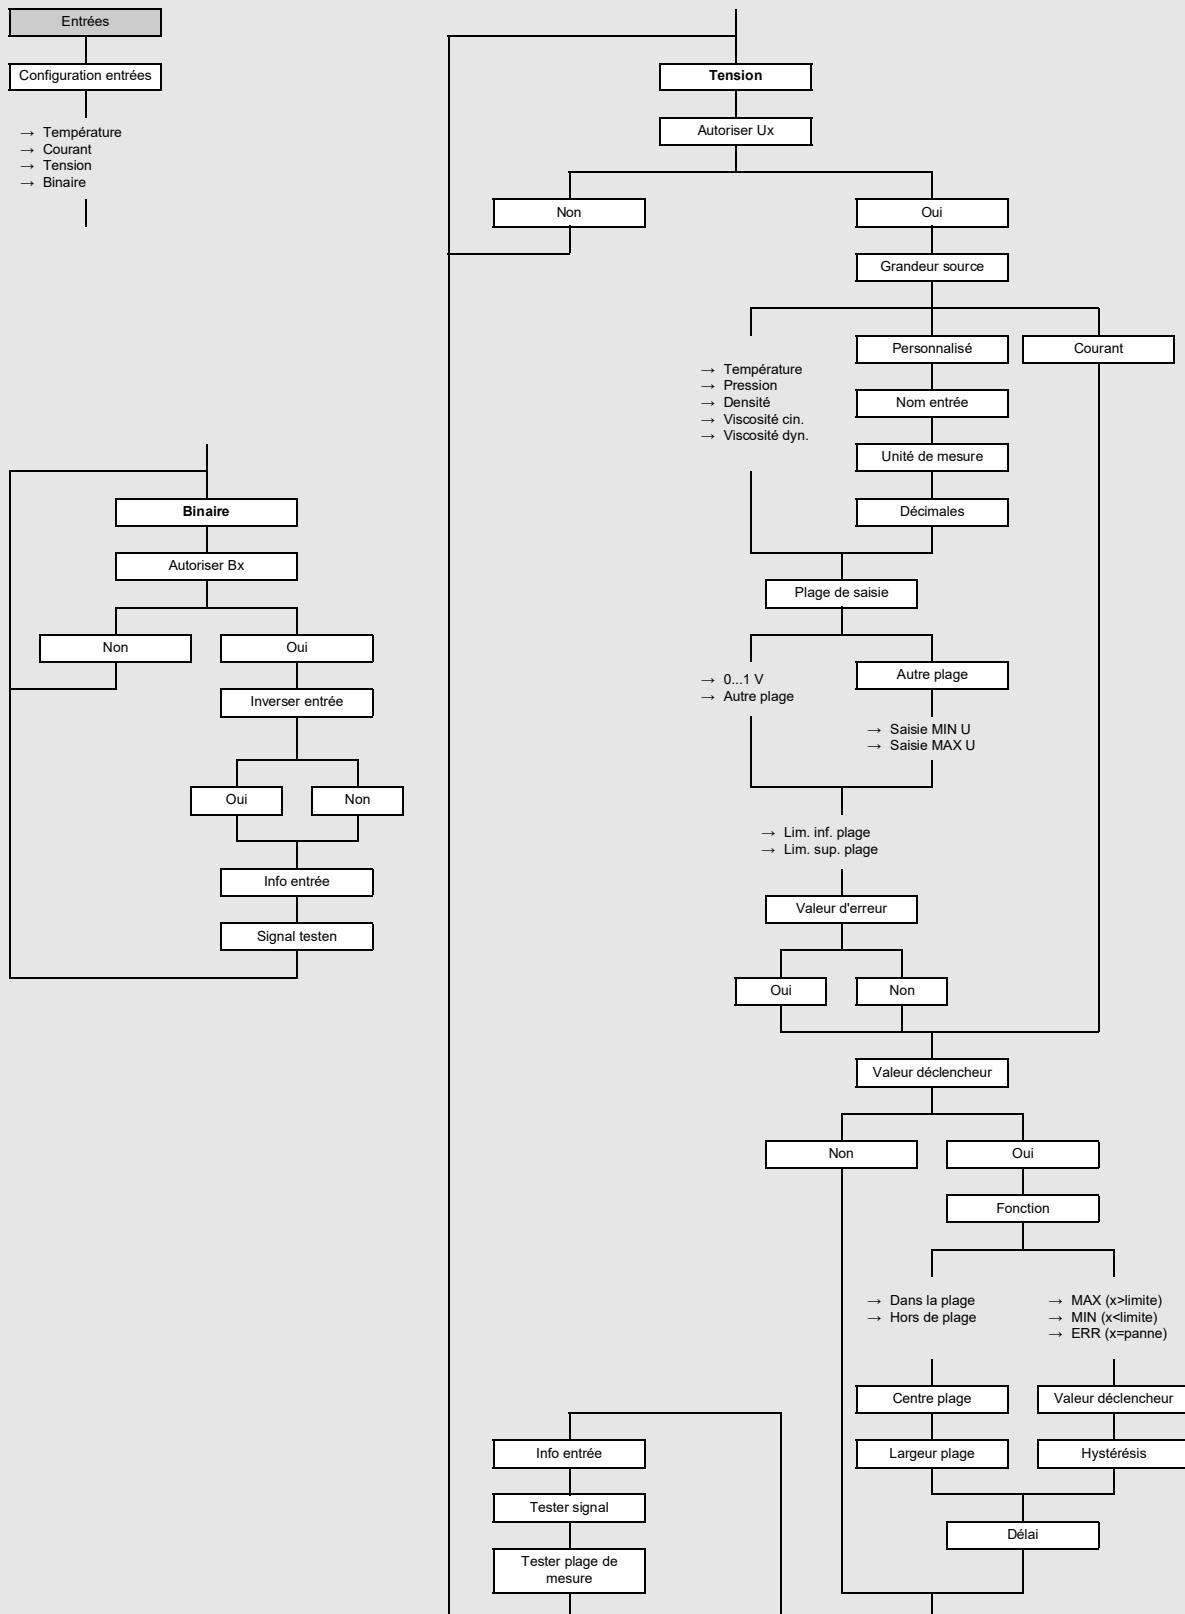 Entrées
Configuration entrées
→ Température
→ Courant
→ Tension
→ Binaire
Binaire
Autoriser Bx
Non
Oui
Inverser entrée
Oui
Non
Info entrée
Signal testen
Tension
Autoriser Ux
Non
Oui
Grandeur source
→ Température
→ Pression
→ Densité
→ Viscosité cin.
→ Viscosité dyn.
Personnalisé
Nom entrée
Unité de mesure
Décimales
Courant
Plage de saisie
→ 0...1 V
→ Autre plage
Autre plage
→ Saisie MIN U
→ Saisie MAX U
→ Lim. inf. plage
→ Lim. sup. plage
Valeur d'erreur
Oui
Non
Valeur déclencheur
Non
Oui
Fonction
→ Dans la plage
→ Hors de plage
→ MAX (x>limite)
→ MIN (x<limite)
→ ERR (x=panne)
Centre plage
Largeur plage
Valeur déclencheur
Hystérésis
Délai
Info entrée
Tester signal
Tester plage de
mesure